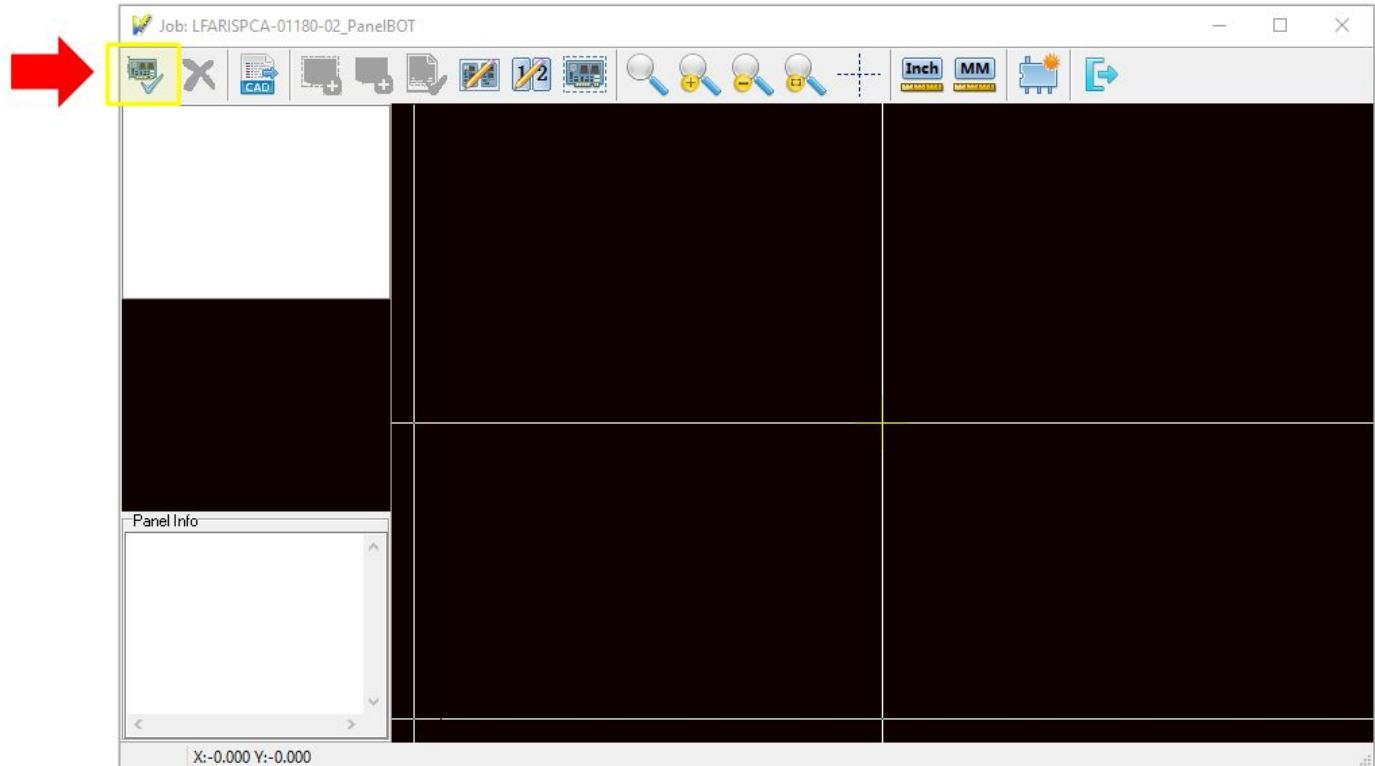 Job: LFARISPCA-01180-02_PanelBOT
CAD
1 2
Inch
MM
Panel Info
X:-0.000 Y:-0.000